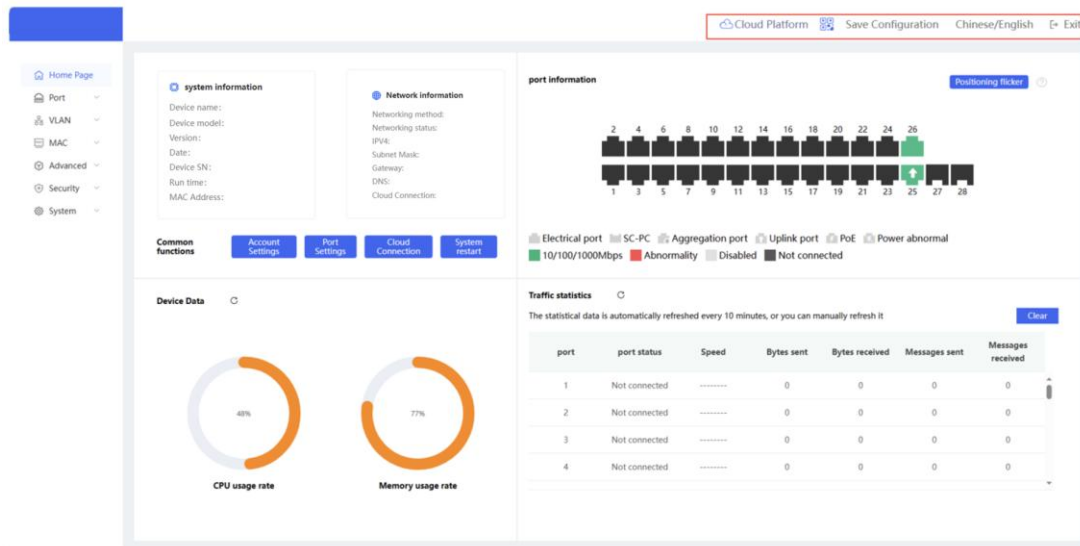 Cloud Platform Save Configuration Chinese/English Exit
Home Page
Port
VLAN
MAC
Advanced
Security
System
system information
Device name:
Device model:
Version:
Date:
Device SN:
Run time:
MAC Address:
Network information
Networking method:
Networking status:
IPV4:
Subnet Mask:
Gateway:
DNS:
Cloud Connection:
Common
functions
Account
Settings
Port
Settings
Cloud
Connection
System
restart
port information
Positioning flicker
2 4 6 8 10 12 14 16 18 20 22 24 26
1 3 5 7 9 11 13 15 17 19 21 23 25 27 28
Electrical port SC-PC Aggregation port Uplink port PoE Power abnormal
10/100/1000Mbps Abnormality Disabled Not connected
Device Data
48%
77%
CPU usage rate Memory usage rate
Traffic statistics
The statistical data is automatically refreshed every 10 minutes, or you can manually refresh it
Clear
port port status Speed Bytes sent Bytes received Messages sent Messages
received
1 Not connected -------- 0 0 0 0
2 Not connected -------- 0 0 0 0
3 Not connected -------- 0 0 0 0
4 Not connected -------- 0 0 0 0